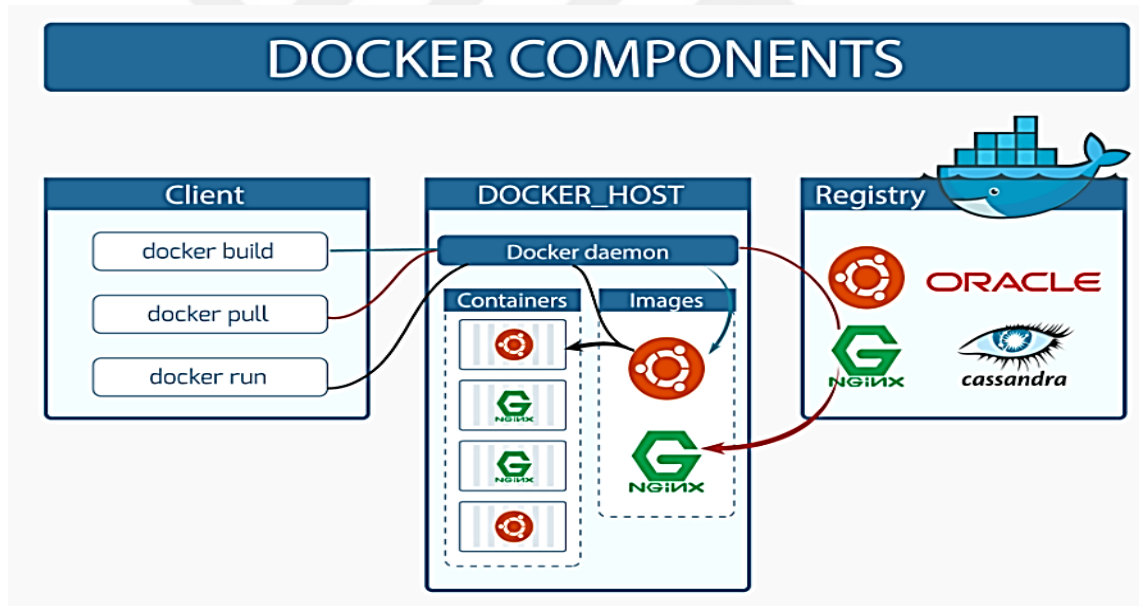 DOCKER COMPONENTS
Client
docker build
docker pull
docker run
DOCKER_HOST
Docker daemon
Containers
NGiNX
NGiNX
Images
NGiNX
Registry
ORACLE
NGiNX
cassandra